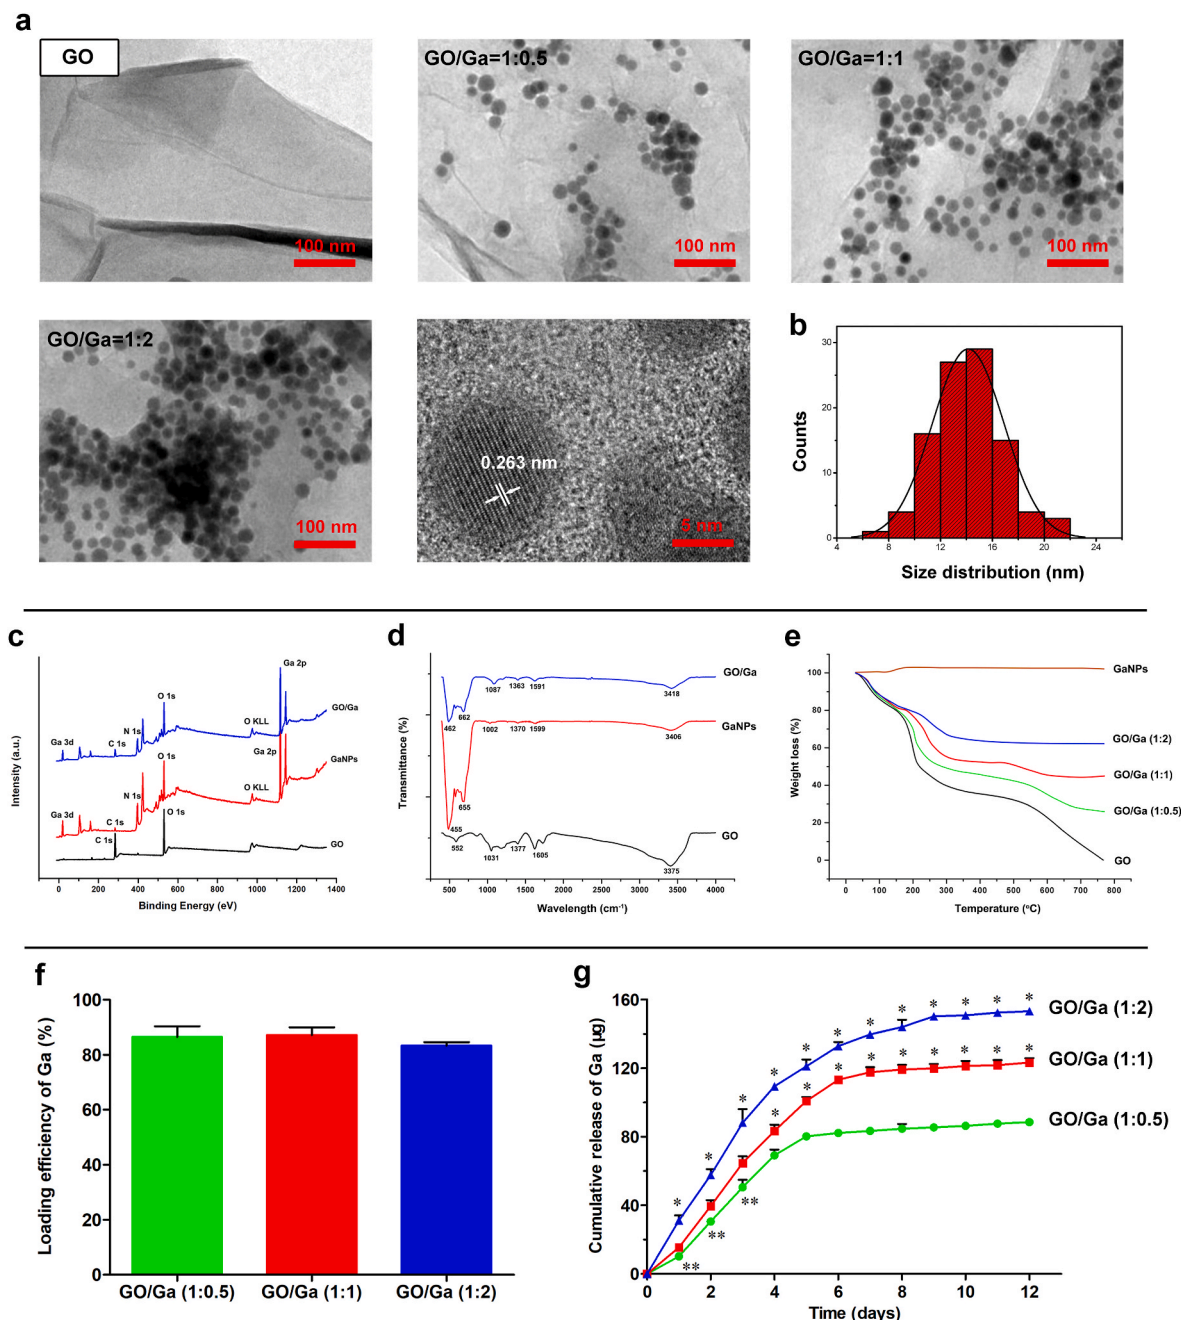 a
GO
100 nm
GO/Ga=1:0.5
100 nm
GO/Ga=1:1
100 nm
GO/Ga=1:2
100 nm
0.263 nm
5 nm
b
30
20
10
0
4 8 12 16 20 24
Counts
Size distribution (nm)
c
Ga 3d
C 1s
N 1s
O 1s
O KLL
Ga 2p
GO/Ga
Ga 3d
C 1s
N 1s
O 1s
O KLL
Ga 2p
GaNPs
C 1s
O 1s
GO
Intensity (a.u.)
0 200 400 600 800 1000 1200 1400
Binding Energy (eV)
d
GO/Ga
462
662
1087
1363
1591
3418
GaNPs
455
655
1002
1370
1599
3406
GO
552
1031
1377
1605
3375
Transmittance (%)
500 1000 1500 2000 2500 3000 3500 4000
Wavelength (cm⁻¹)
e
GaNPs
GO/Ga (1:2)
GO/Ga (1:1)
GO/Ga (1:0.5)
GO
100
80
60
40
20
0
Weight loss (%)
0 100 200 300 400 500 600 700 800
Temperature (°C)
f
100
80
60
40
20
0
Loading efficiency of Ga (%)
GO/Ga (1:0.5) GO/Ga (1:1) GO/Ga (1:2)
g
160
120
80
40
0
Cumulative release of Ga (µg)
* * * * * * * * * * * *
* * * * * * * * *
** ** **
GO/Ga (1:2)
GO/Ga (1:1)
GO/Ga (1:0.5)
0 2 4 6 8 10 12
Time (days)